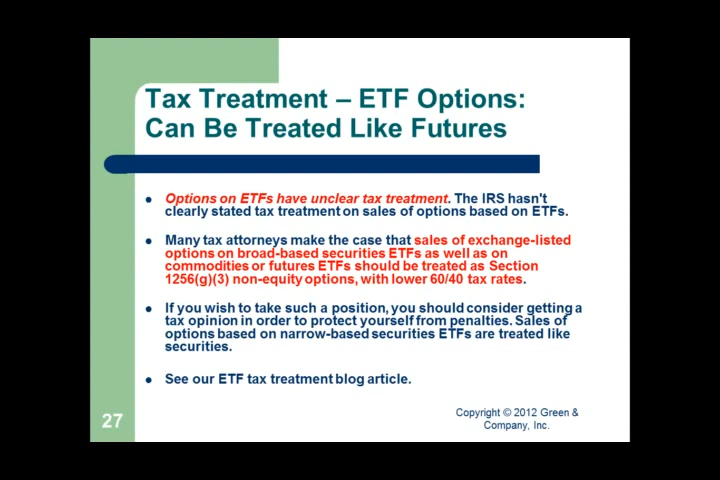 Tax Treatment – ETF Options:
Can Be Treated Like Futures
Options on ETFs have unclear tax treatment. The IRS hasn't
clearly stated tax treatment on sales of options based on ETFs.
Many tax attorneys make the case that sales of exchange-listed
options on broad-based securities ETFs as well as on
commodities or futures ETFs should be treated as Section
1256(g)(3) non-equity options, with lower 60/40 tax rates.
If you wish to take such a position, you should consider getting a
tax opinion in order to protect yourself from penalties. Sales of
options based on narrow-based securities ETFs are treated like
securities.
See our ETF tax treatment blog article.
27
Copyright © 2012 Green &
Company, Inc.